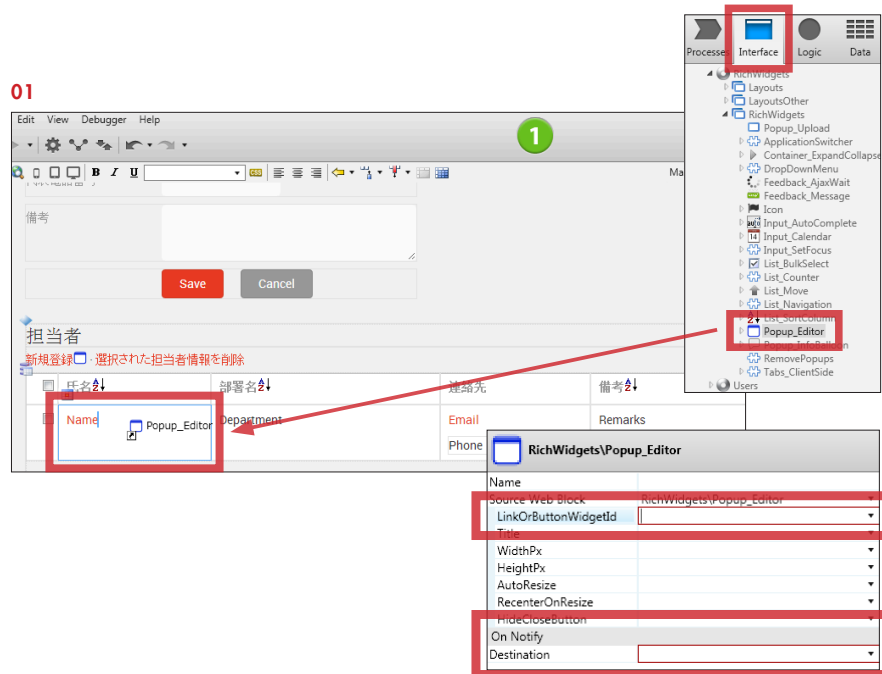 Processes Interface Logic Data
RichWidgets
Layouts
LayoutsOther
RichWidgets
Popup_Upload
ApplicationSwitcher
Container_ExpandCollapse
DropDownMenu
Feedback_AjaxWait
Feedback_Message
Icon
Input_AutoComplete
Input_Calendar
Input_SetFocus
List_BulkSelect
List_Counter
List_Move
List_Navigation
List_SortColumn
Popup_Editor
Popup_InfoBalloon
RemovePopups
Tabs_ClientSide
Users
01
Edit View Debugger Help
1
B I U
Ma
備考
Save Cancel
担当者
新規登録 - 選択された担当者情報を削除
氏名 部署名 連絡先 備考
Name Popup_Editor Department Email Remarks
Phone
RichWidgets\Popup_Editor
Name
Source Web Block RichWidgets\Popup_Editor
LinkOrButtonWidgetId
Title
WidthPx
HeightPx
AutoResize
RecenterOnResize
HideCloseButton
On Notify
Destination